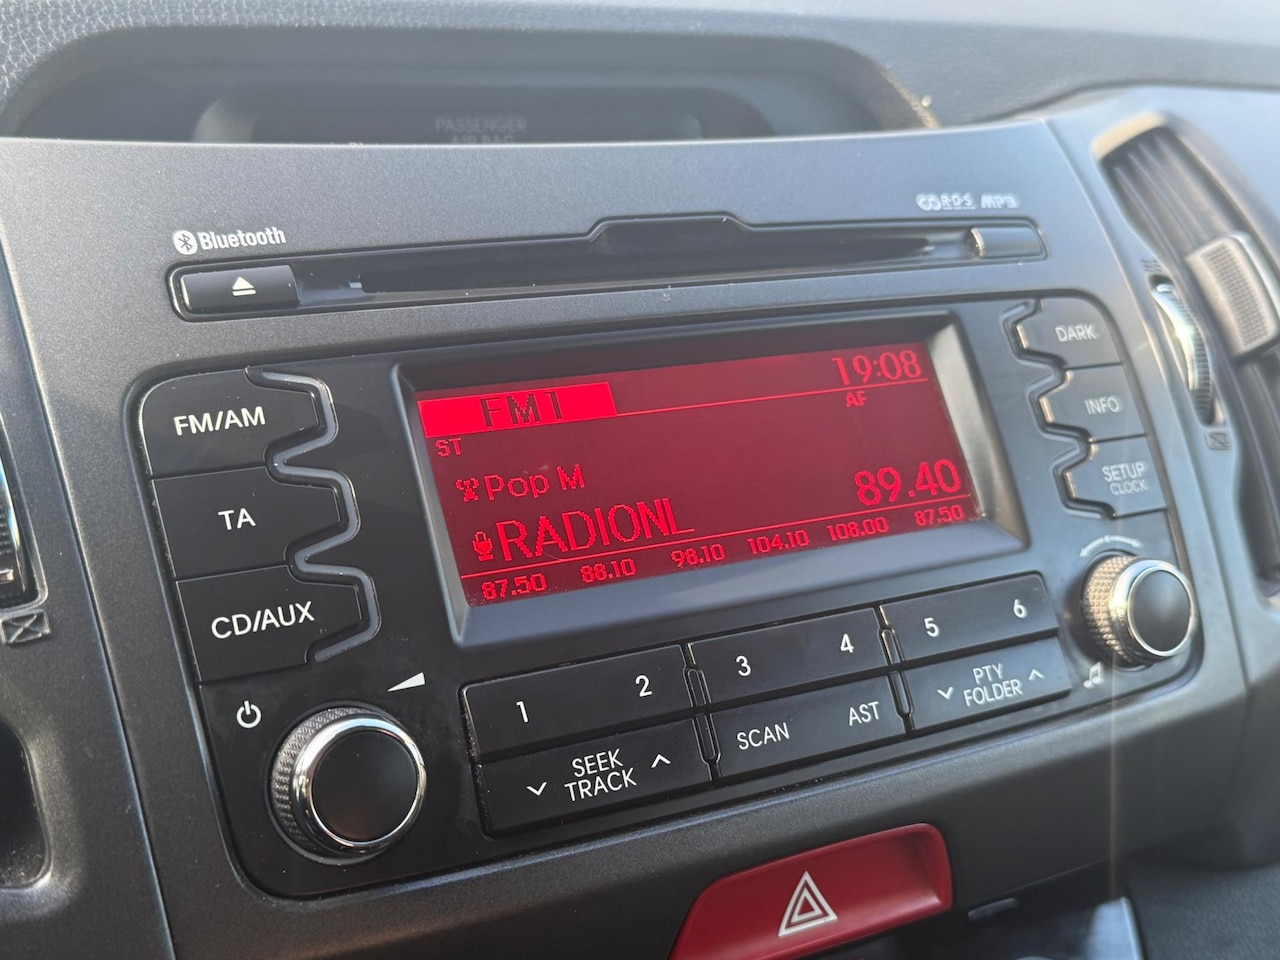 PASSENGER
AIR BAG
Bluetooth
RDS MP3
FM1
19:08
ST
AF
Pop M
89.40
RADIONL
87.50 88.10 98.10 104.10 108.00 87.50
FM/AM
TA
CD/AUX
DARK
INFO
SETUP
CLOCK
1 2 3 4 5 6
SEEK
TRACK
SCAN AST
PTY
FOLDER